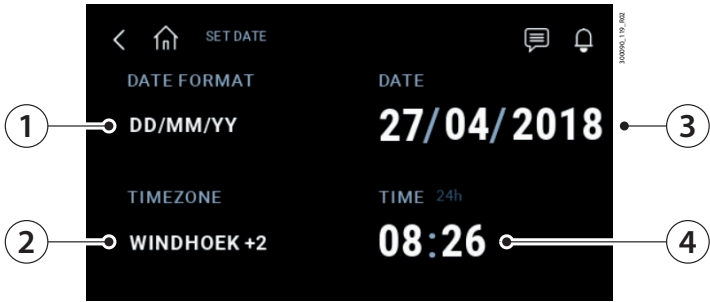 SET DATE
300090_119_R02
DATE FORMAT
DATE
1
DD/MM/YY
27/04/2018
3
TIMEZONE
TIME 24h
2
WINDHOEK +2
08:26
4